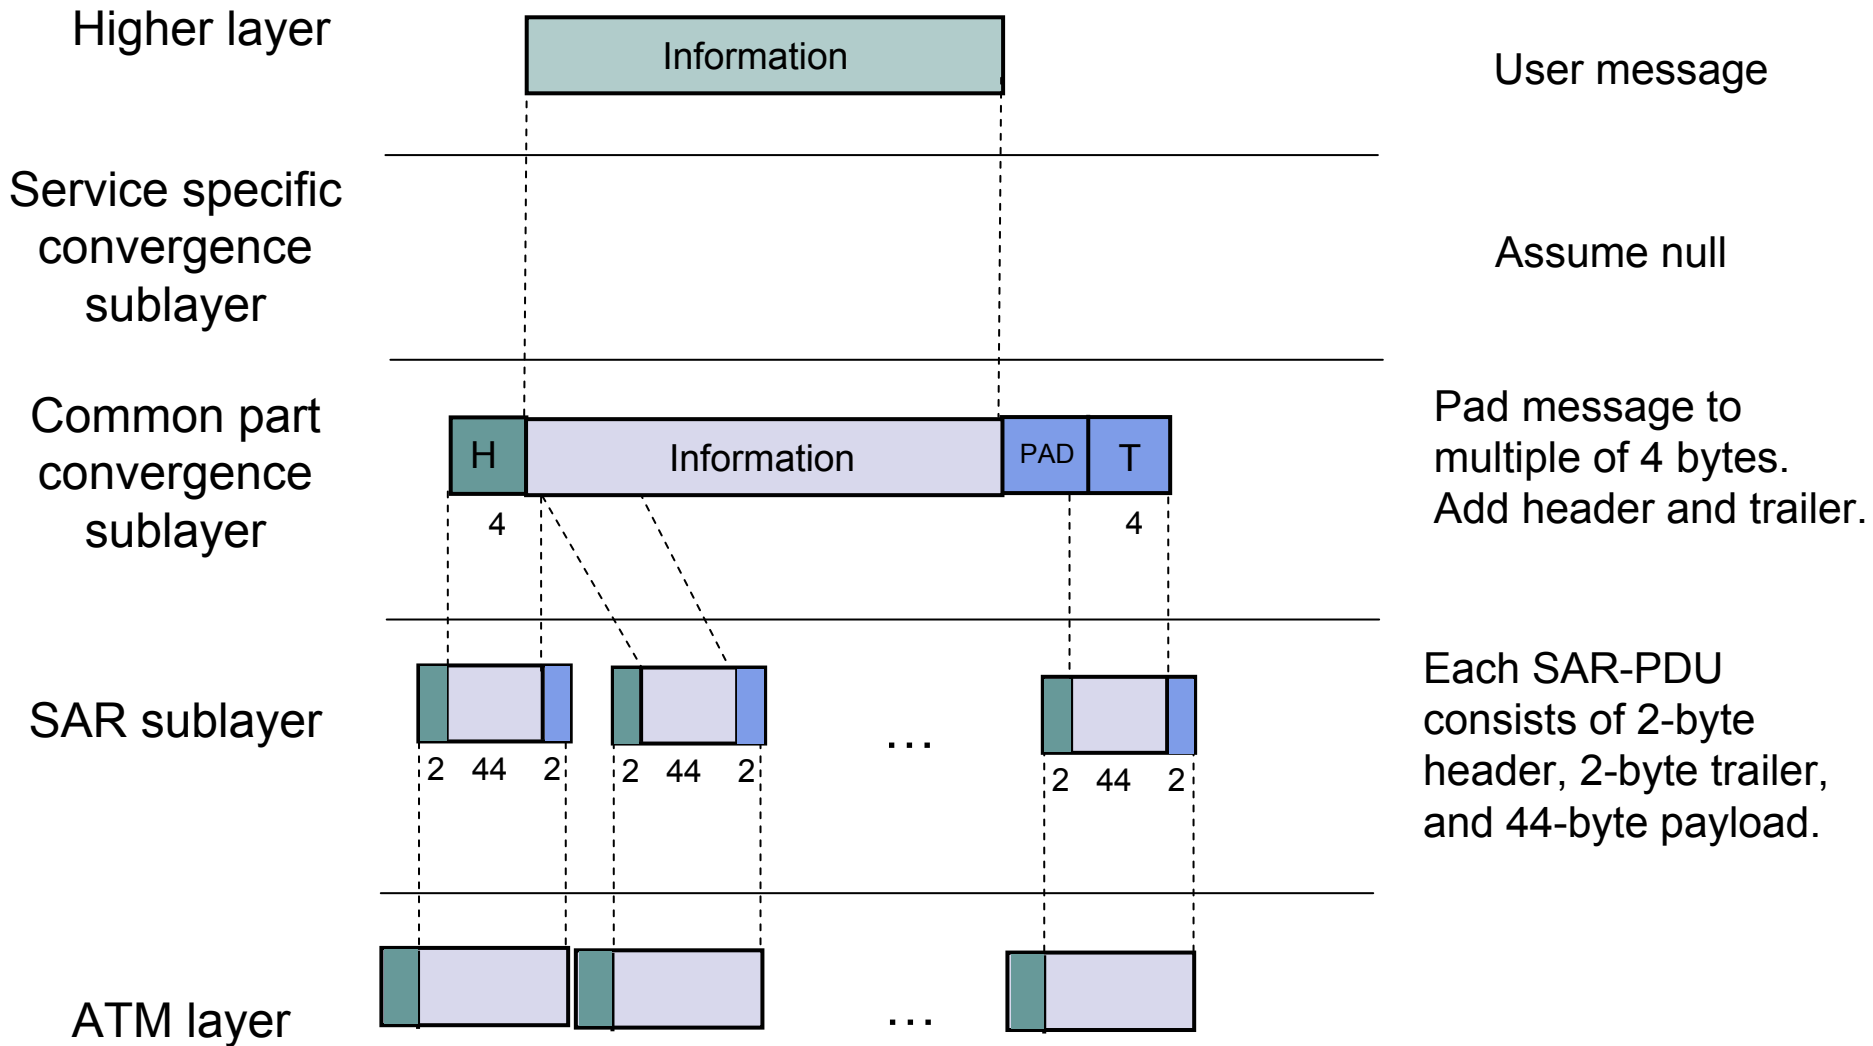 Higher layer
Information
User message
Service specific
convergence
sublayer
Assume null
Common part
convergence
sublayer
H
Information
PAD
T
4
4
Pad message to
multiple of 4 bytes.
Add header and trailer.
SAR sublayer
2 44 2
2 44 2
...
2 44 2
Each SAR-PDU
consists of 2-byte
header, 2-byte trailer,
and 44-byte payload.
ATM layer
...